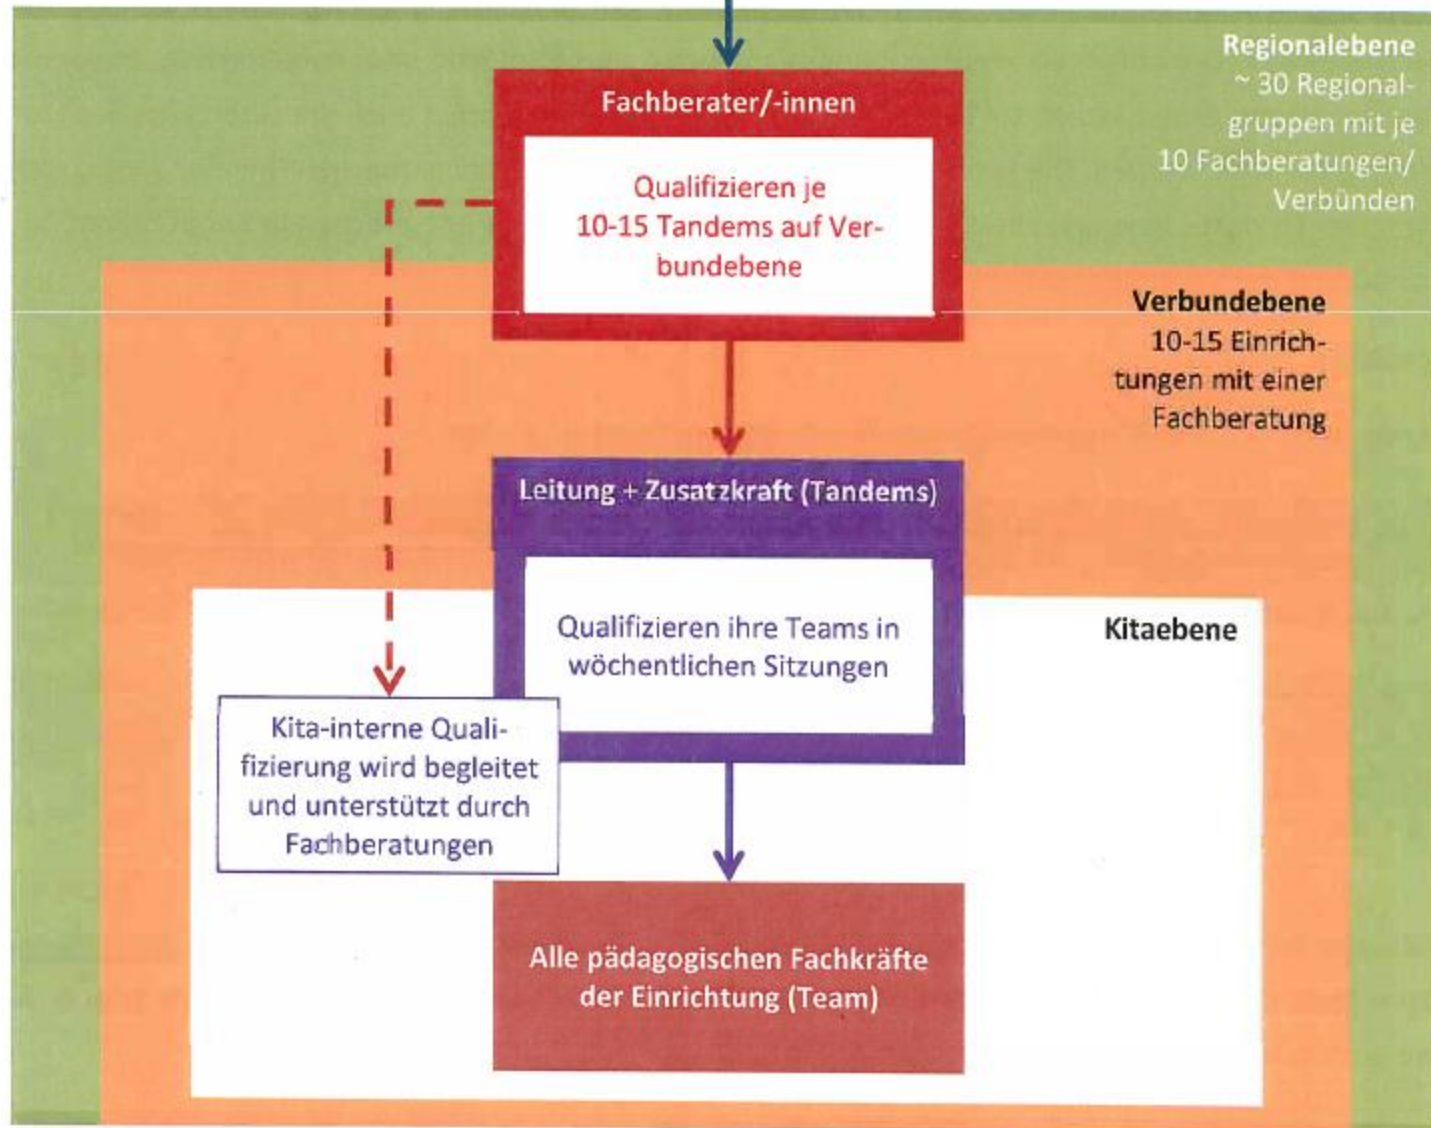 Regionalebene
~ 30 Regional-
gruppen mit je
10 Fachberatungen/
Verbünden
Fachberater/-innen
Qualifizieren je
10-15 Tandems auf Ver-
bundebene
Verbundebene
10-15 Einrich-
tungen mit einer
Fachberatung
Leitung + Zusatzkraft (Tandems)
Qualifizieren ihre Teams in
wöchentlichen Sitzungen
Kitaebene
Kita-interne Quali-
fizierung wird begleitet
und unterstützt durch
Fachberatungen
Alle pädagogischen Fachkräfte
der Einrichtung (Team)